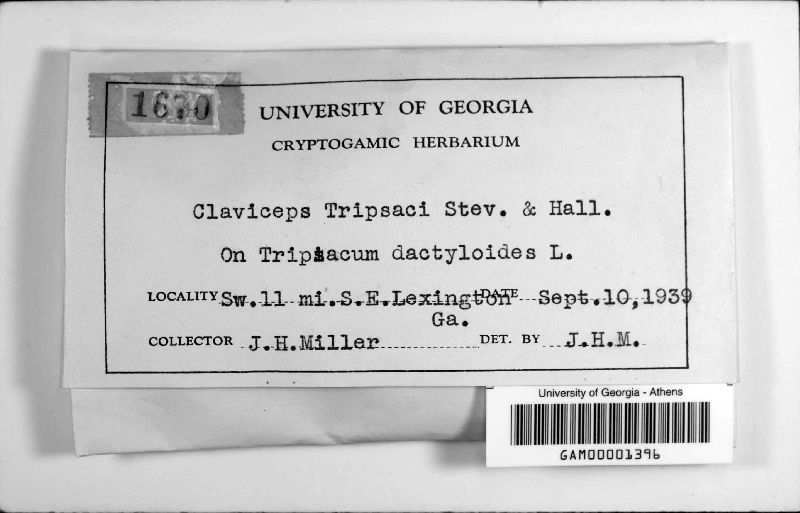 1670
UNIVERSITY OF GEORGIA
CRYPTOGAMIC HERBARIUM
Claviceps Tripsaci Stev. & Hall.
On Tripsacum dactyloides L.
LOCALITY Sw.11 mi.S.E.Lexington DATE Sept.10,1939
Ga.
COLLECTOR J.H.Miller DET. BY J.H.M.
University of Georgia - Athens
GAM00001396